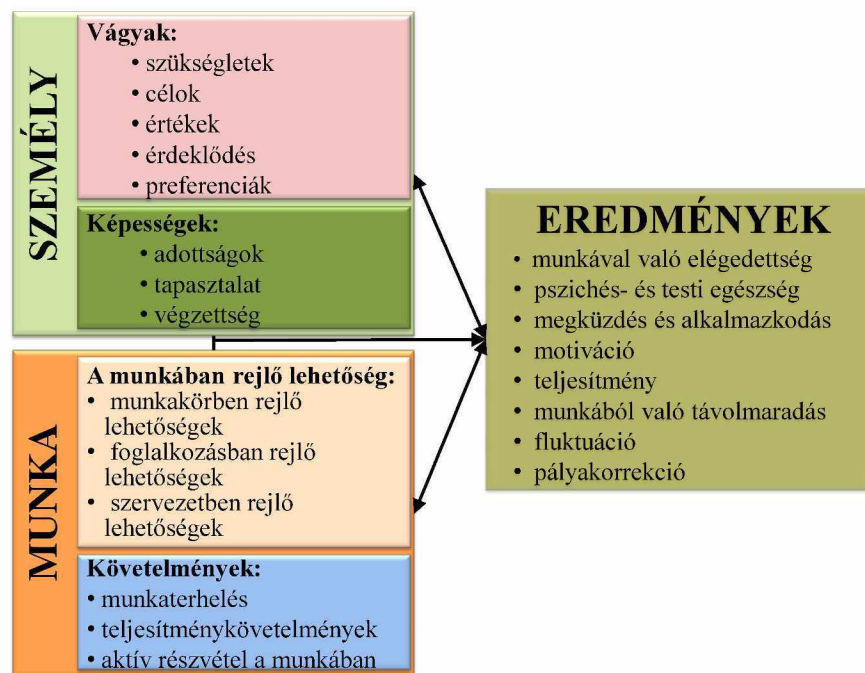 SZEMÉLY
Vágyak:
• szükségletek
• célok
• értékek
• érdeklődés
• preferenciák
Képességek:
• adottságok
• tapasztalat
• végzettség
MUNKA
A munkában rejlő lehetőség:
• munkakörben rejlő
lehetőségek
• foglalkozásban rejlő
lehetőségek
• szervezetben rejlő
lehetőségek
Követelmények:
• munkaterhelés
• teljesítménykövetelmények
• aktív részvétel a munkában
EREDMÉNYEK
• munkával való elégedettség
• pszichés- és testi egészség
• megküzdés és alkalmazkodás
• motiváció
• teljesítmény
• munkából való távolmaradás
• fluktuáció
• pályakorrekció